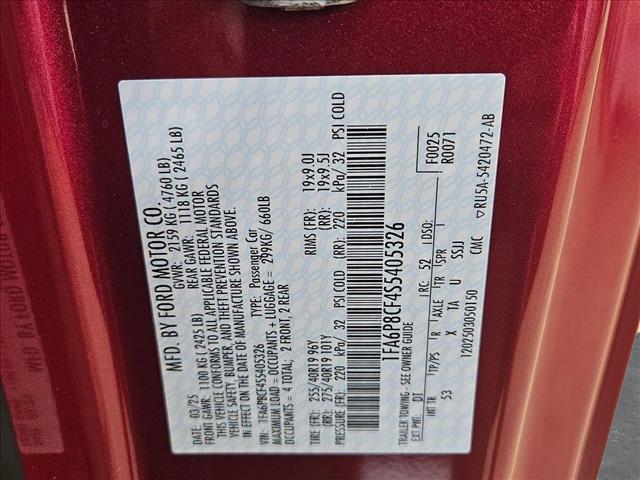 MFD. BY FORD MOTOR CO.
DATE: 03/25 GVWR: 2159 KG ( 4760 LB)
FRONT GAWR: 1100 KG (2425 LB) REAR GAWR: 1118 KG ( 2465 LB)
THIS VEHICLE CONFORMS TO ALL APPLICABLE FEDERAL MOTOR
VEHICLE SAFETY, BUMPER, AND THEFT PREVENTION STANDARDS
IN EFFECT ON THE DATE OF MANUFACTURE SHOWN ABOVE.
VIN: 1FA6P8CF4S5405326 TYPE: Passenger Car
MAXIMUM LOAD = OCCUPANTS + LUGGAGE = 299KG/ 660LB
OCCUPANTS = 4 TOTAL; 2 FRONT, 2 REAR
TIRE (FR): 255/40R19 96Y RIMS (FR): 19x9.0J
(RR): 275/40R19 101Y (RR): 19x9.5J
PRESSURE (FR): 220 kPa/ 32 PSI COLD (RR): 220 kPa/ 32 PSI COLD
1FA6P8CF4S5405326
TRAILER TOWING - SEE OWNER GUIDE
EXT PNT: D1 RC: 52 DSO: F0025
R0071
INT TR TP/PS R AXLE TR SPR
53 X TA U SSJJ
1202503050150 CMC ▽RU5A-5420472-AB